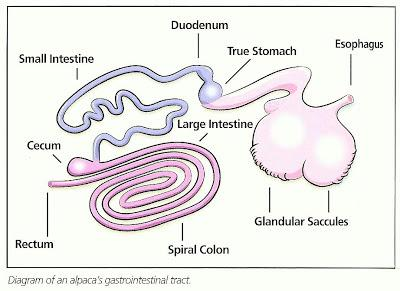 Duodenum
Esophagus
True Stomach
Small Intestine
Large Intestine
Cecum
Glandular Saccules
Rectum
Spiral Colon
Diagram of an alpaca's gastrointestinal tract.